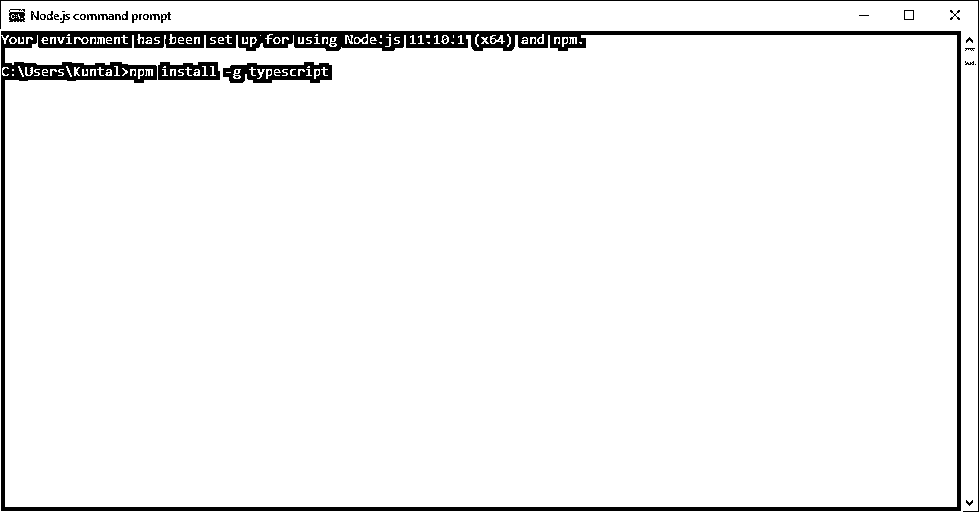 Node.js command prompt
Your environment has been set up for using Node.js 11.10.1 (x64) and npm.
C:\Users\Kuntal>npm install -g typescript